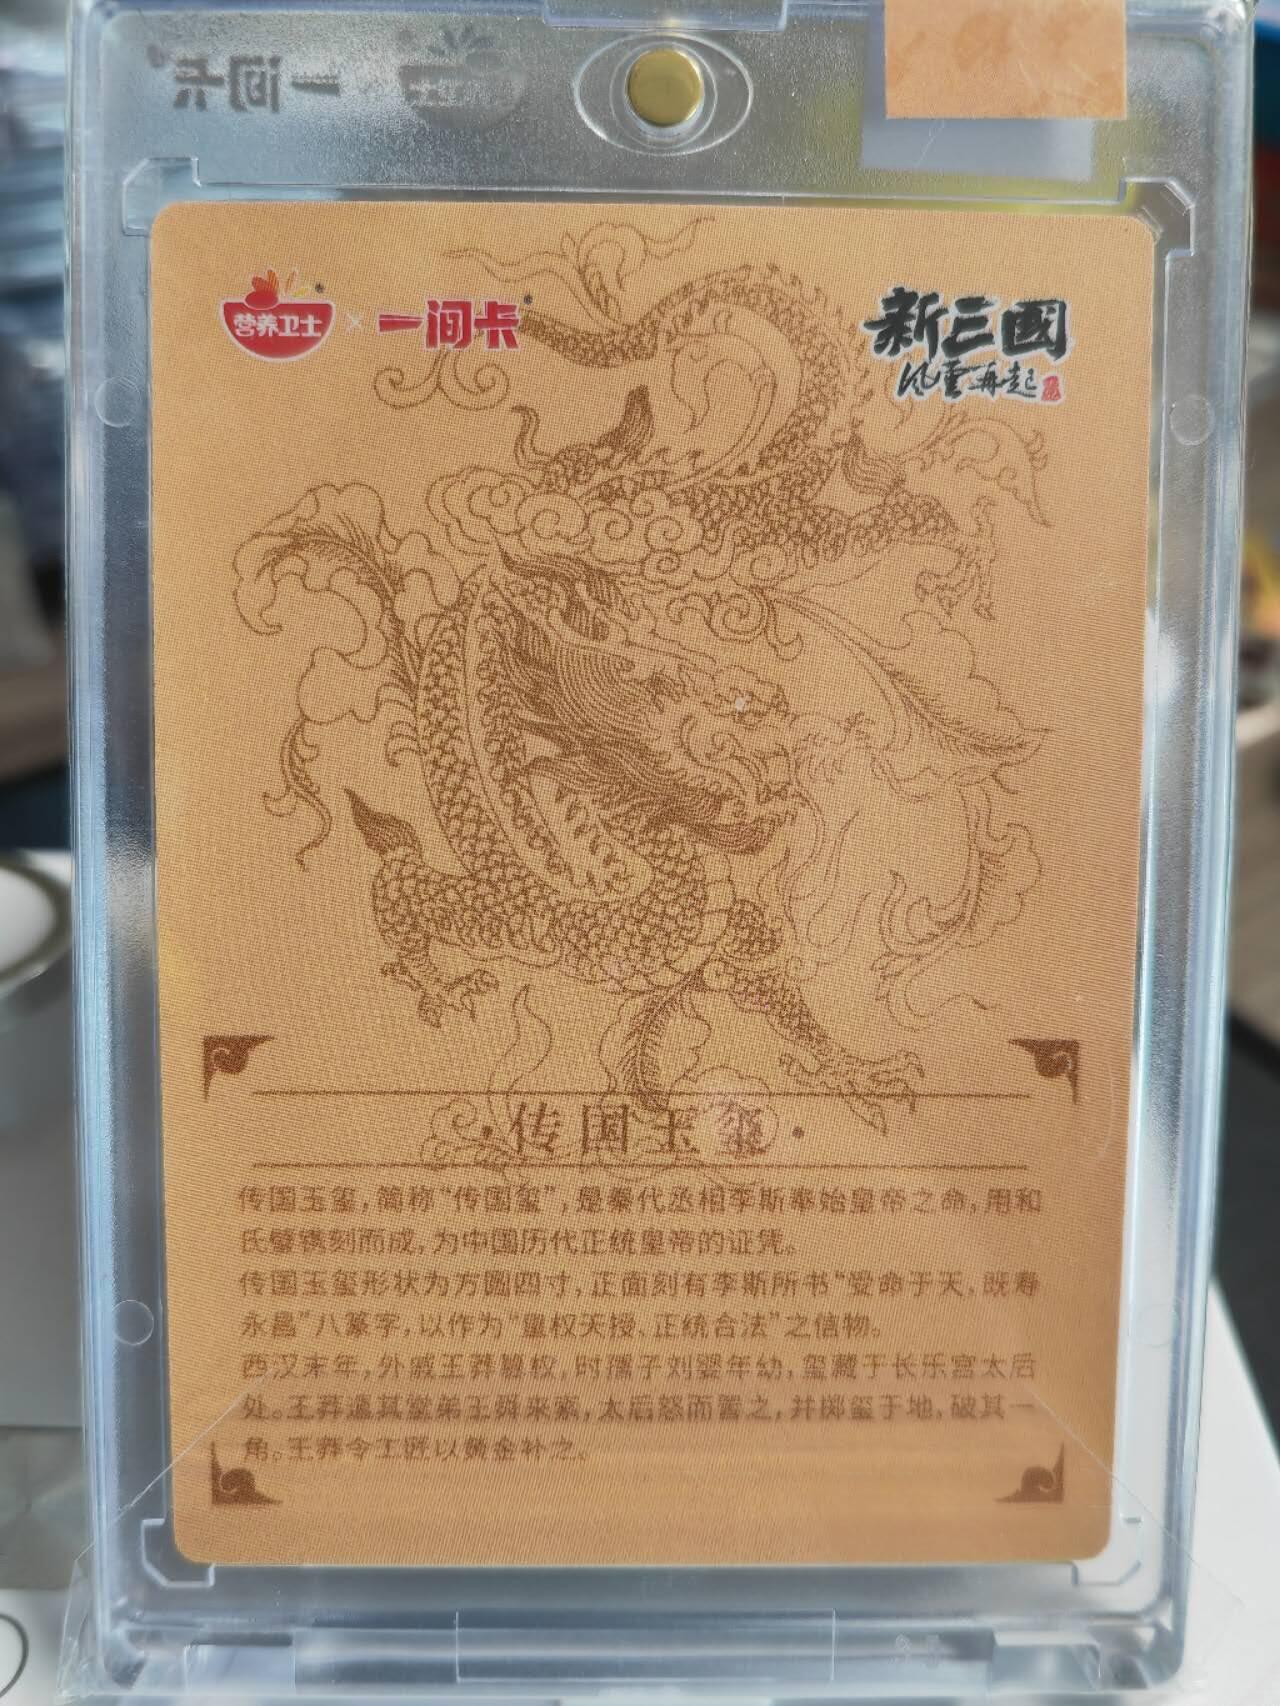 营养卫士 × 一间卡
新三國
风雲再起
·传国玉玺·
传国玉玺,简称“传国玺”,是秦代丞相李斯奉始皇帝之命,用和
氏璧镌刻而成,为中国历代正统皇帝的证凭。
传国玉玺形状为方圆四寸,正面刻有李斯所书“受命于天,既寿
永昌”八篆字,以作为“皇权天授、正统合法”之信物。
西汉末年,外戚王莽篡权,时孺子刘婴年幼,玺藏于长乐宫太后
处。王莽遣其堂弟王舜来索,太后怒而詈之,并掷玺于地,破其一
角。王莽令工匠以黄金补之。